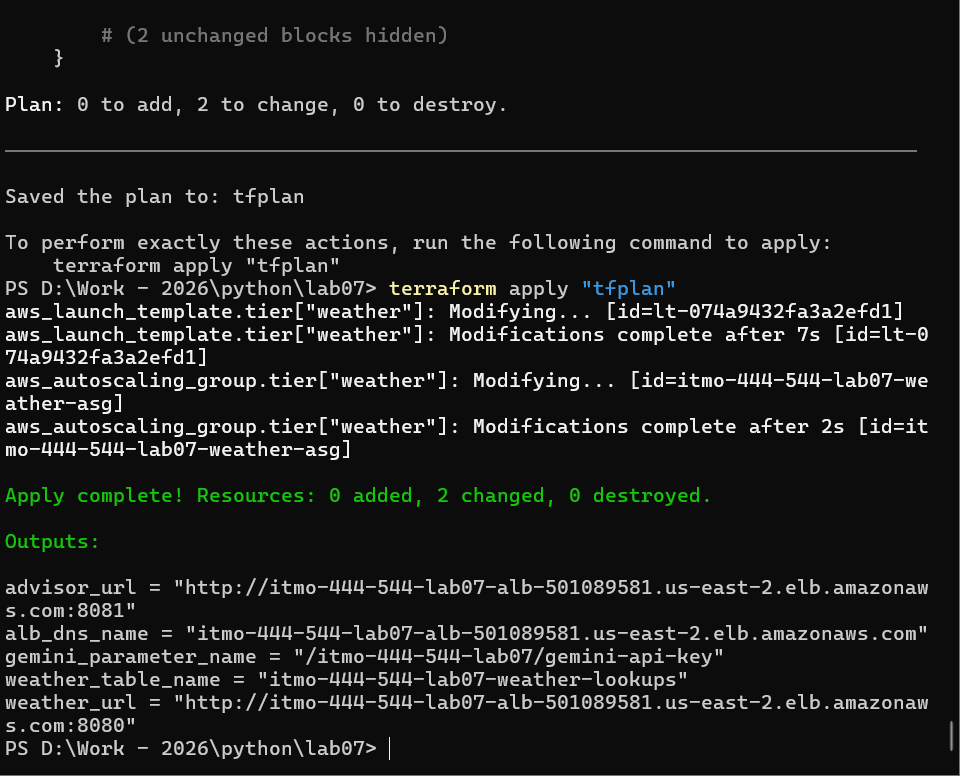 # (2 unchanged blocks hidden)
}
Plan: 0 to add, 2 to change, 0 to destroy.
Saved the plan to: tfplan
To perform exactly these actions, run the following command to apply:
terraform apply "tfplan"
PS D:\Work - 2026\python\lab07> terraform apply "tfplan"
aws_launch_template.tier["weather"]: Modifying... [id=lt-074a9432fa3a2efd1]
aws_launch_template.tier["weather"]: Modifications complete after 7s [id=lt-0
74a9432fa3a2efd1]
aws_autoscaling_group.tier["weather"]: Modifying... [id=itmo-444-544-lab07-we
ather-asg]
aws_autoscaling_group.tier["weather"]: Modifications complete after 2s [id=it
mo-444-544-lab07-weather-asg]
Apply complete! Resources: 0 added, 2 changed, 0 destroyed.
Outputs:
advisor_url = "http://itmo-444-544-lab07-alb-501089581.us-east-2.elb.amazonaw
s.com:8081"
alb_dns_name = "itmo-444-544-lab07-alb-501089581.us-east-2.elb.amazonaws.com"
gemini_parameter_name = "/itmo-444-544-lab07/gemini-api-key"
weather_table_name = "itmo-444-544-lab07-weather-lookups"
weather_url = "http://itmo-444-544-lab07-alb-501089581.us-east-2.elb.amazonaw
s.com:8080"
PS D:\Work - 2026\python\lab07>